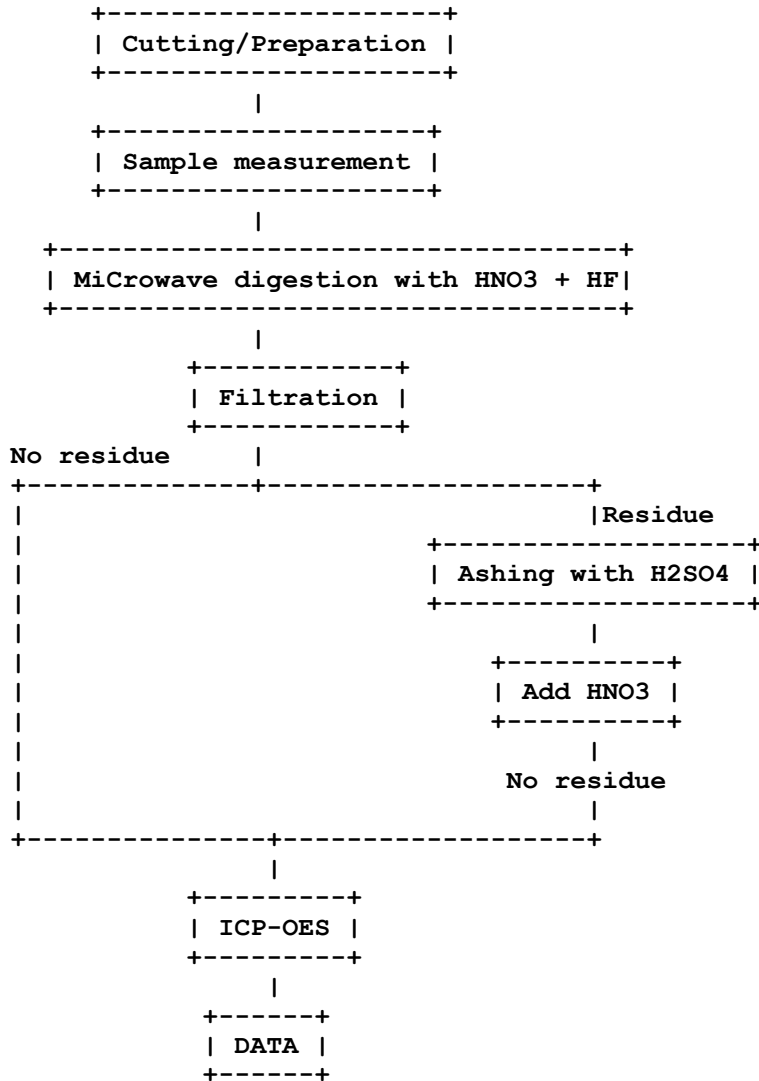 Cutting/Preparation
Sample measurement
MiCrowave digestion with HNO3 + HF
Filtration
No residue
Residue
Ashing with H2SO4
Add HNO3
No residue
ICP-OES
DATA